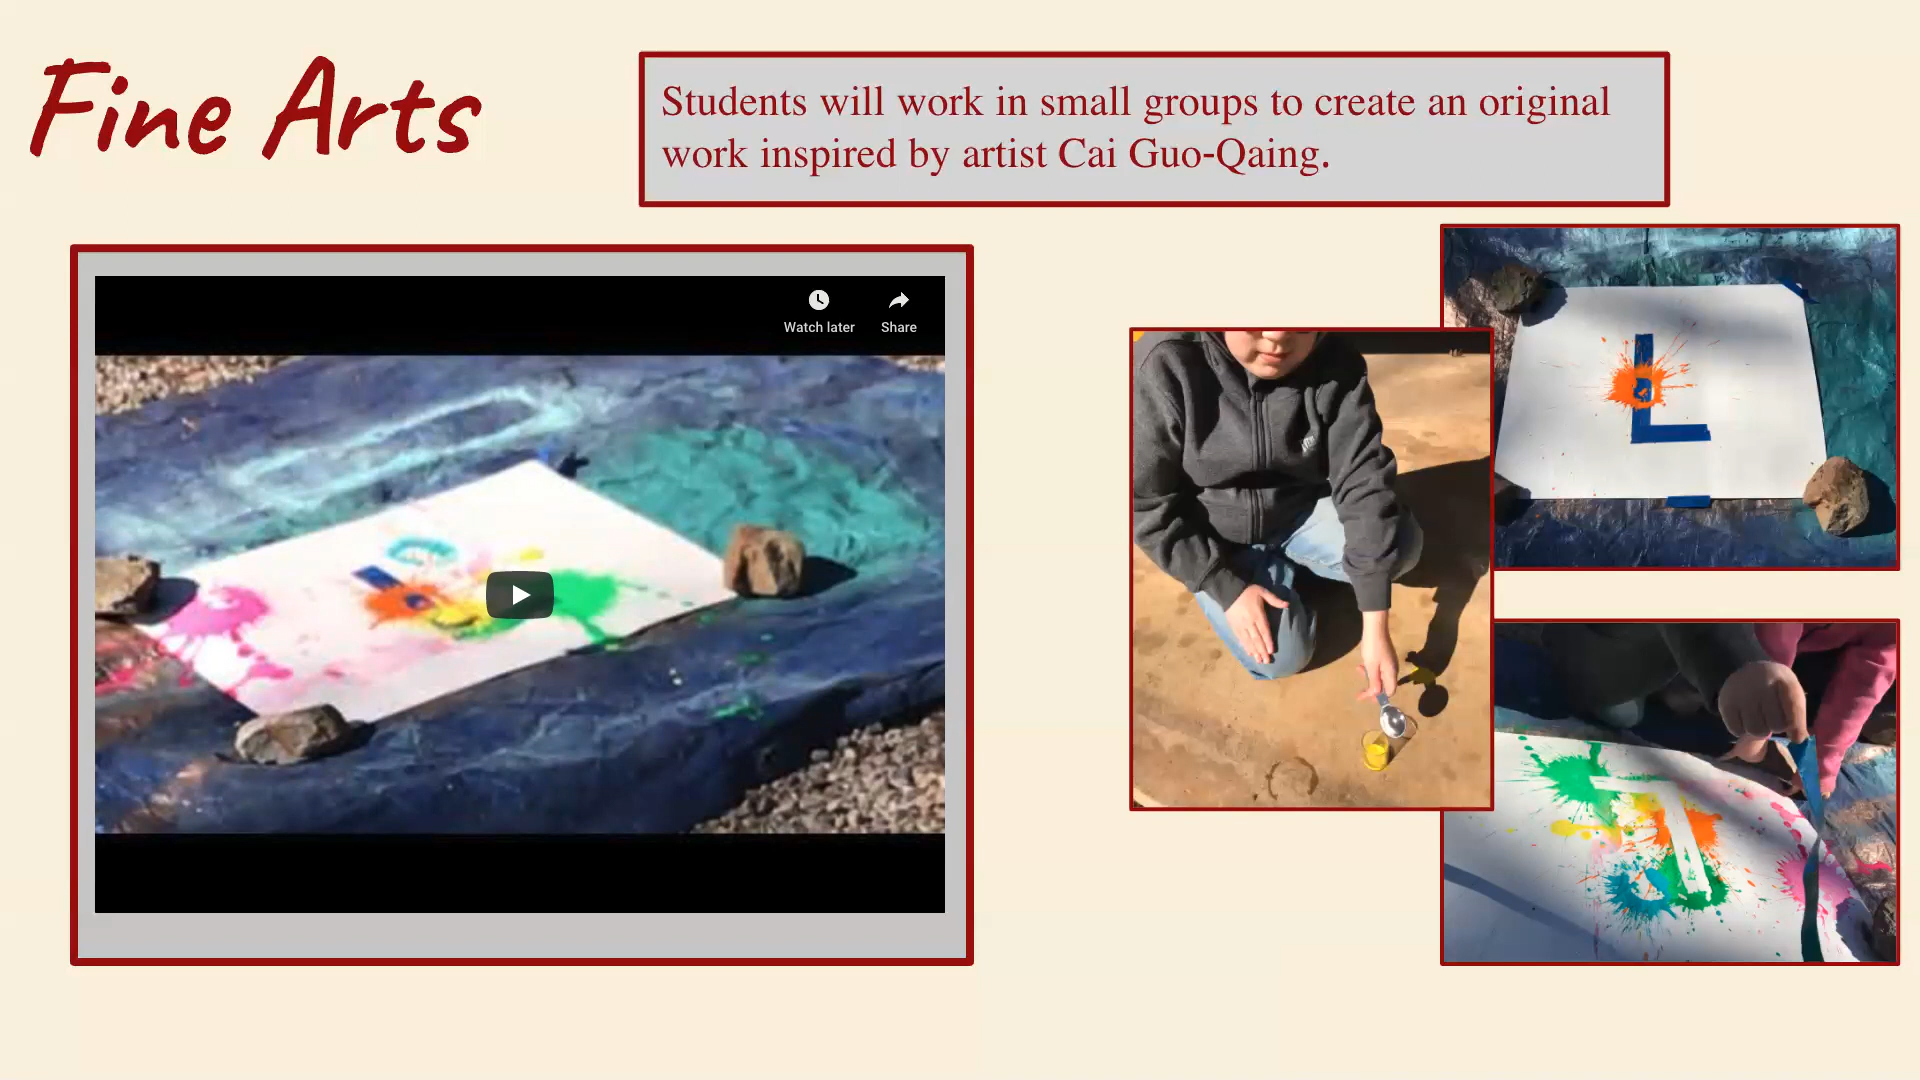 Fine Arts
Students will work in small groups to create an original
work inspired by artist Cai Guo-Qaing.
Watch later
Share
L